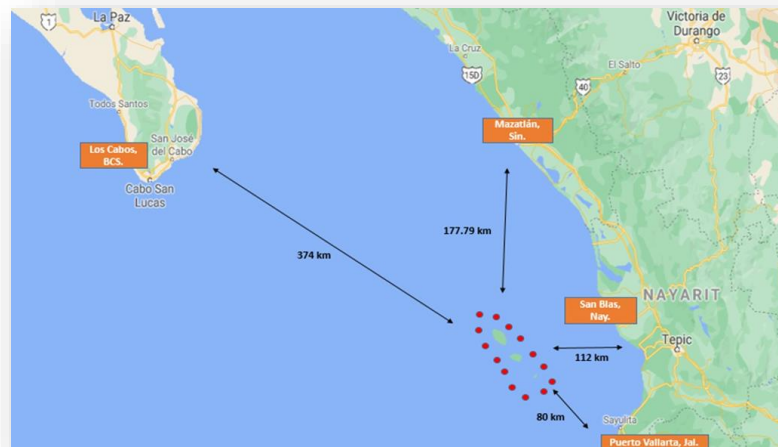 1
La Paz
Victoria de
Durango
La Cruz
15D
El Salto
40
23
Todos Santos
Mazatlán,
Sin.
Los Cabos,
BCS.
San José
del Cabo
Cabo San
Lucas
177.79 km
374 km
San Blas,
Nay.
NAYARIT
Tepic
112 km
80 km
Sayulita
Puerto Vallarta, Jal.